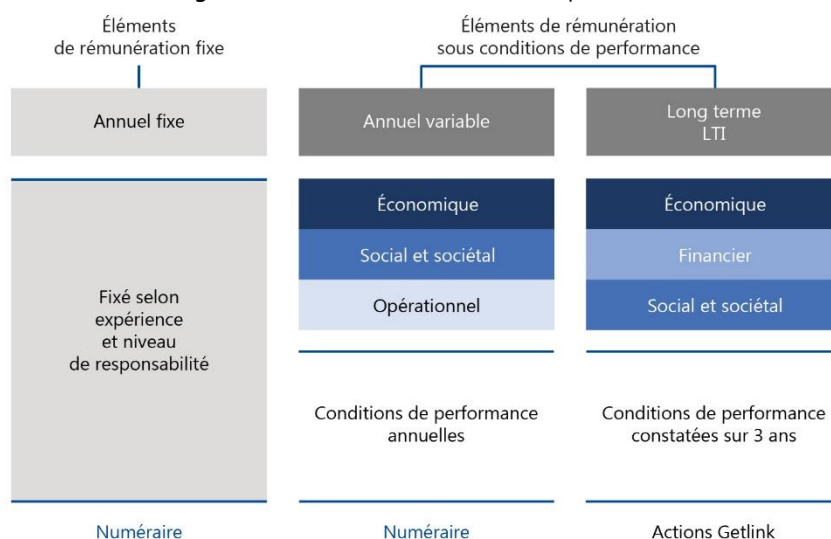 Éléments
de rémunération fixe
Éléments de rémunération
sous conditions de performance
Annuel fixe
Annuel variable
Long terme
LTI
Fixé selon
expérience
et niveau
de responsabilité
Économique
Social et sociétal
Opérationnel
Économique
Financier
Social et sociétal
Conditions de performance
annuelles
Conditions de performance
constatées sur 3 ans
Numéraire
Numéraire
Actions Getlink